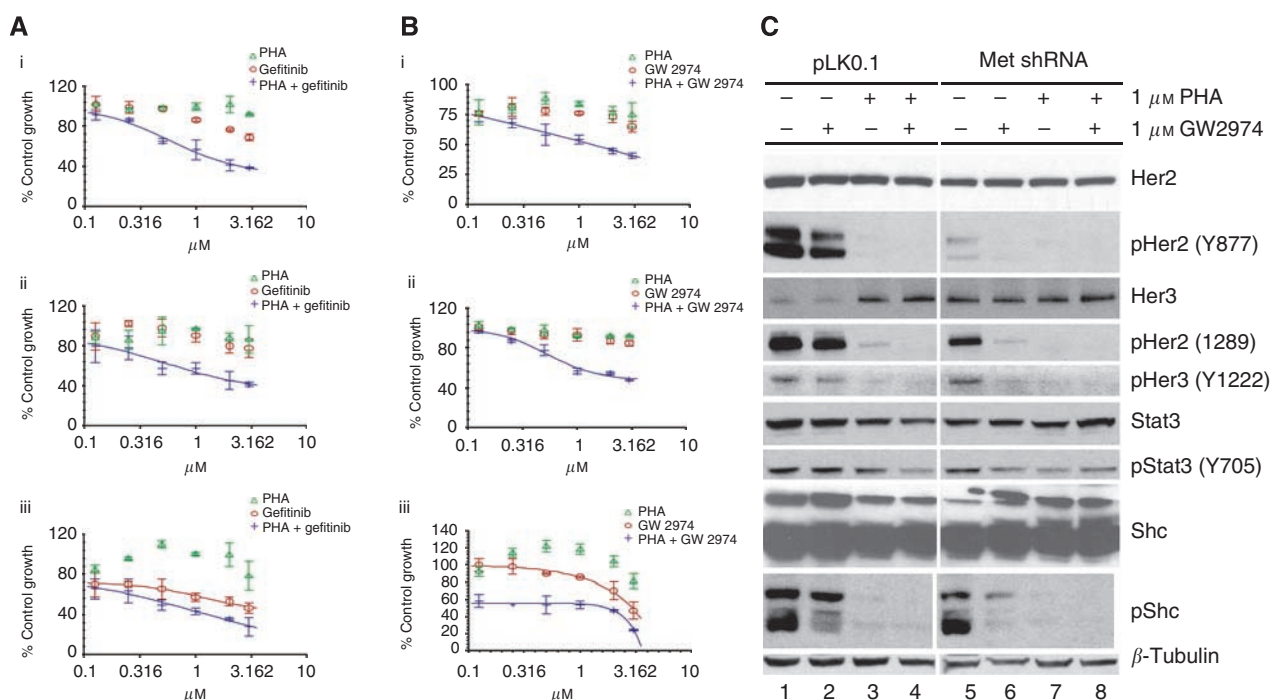 A
i
PHA
Gefitinib
PHA + gefitinib
% Control growth
120
80
40
0
0.1 0.316 1 3.162 10
μM
ii
PHA
Gefitinib
PHA + gefitinib
% Control growth
120
80
40
0
0.1 0.316 1 3.162 10
μM
iii
PHA
Gefitinib
PHA + gefitinib
% Control growth
120
80
40
0
0.1 0.316 1 3.162 10
μM
B
i
PHA
GW 2974
PHA + GW 2974
% Control growth
100
75
50
25
0
0.1 0.316 1 3.162 10
μM
ii
PHA
GW 2974
PHA + GW 2974
% Control growth
120
80
40
0
0.1 0.316 1 3.162 10
μM
iii
PHA
GW 2974
PHA + GW 2974
% Control growth
140
120
100
80
60
40
20
0
0.1 0.316 1 3.162 10
μM
C
pLK0.1 Met shRNA
– – + + – – + + 1 μM PHA
– + – + – + – + 1 μM GW2974
Her2
pHer2 (Y877)
Her3
pHer2 (1289)
pHer3 (Y1222)
Stat3
pStat3 (Y705)
Shc
pShc
β-Tubulin
1 2 3 4 5 6 7 8